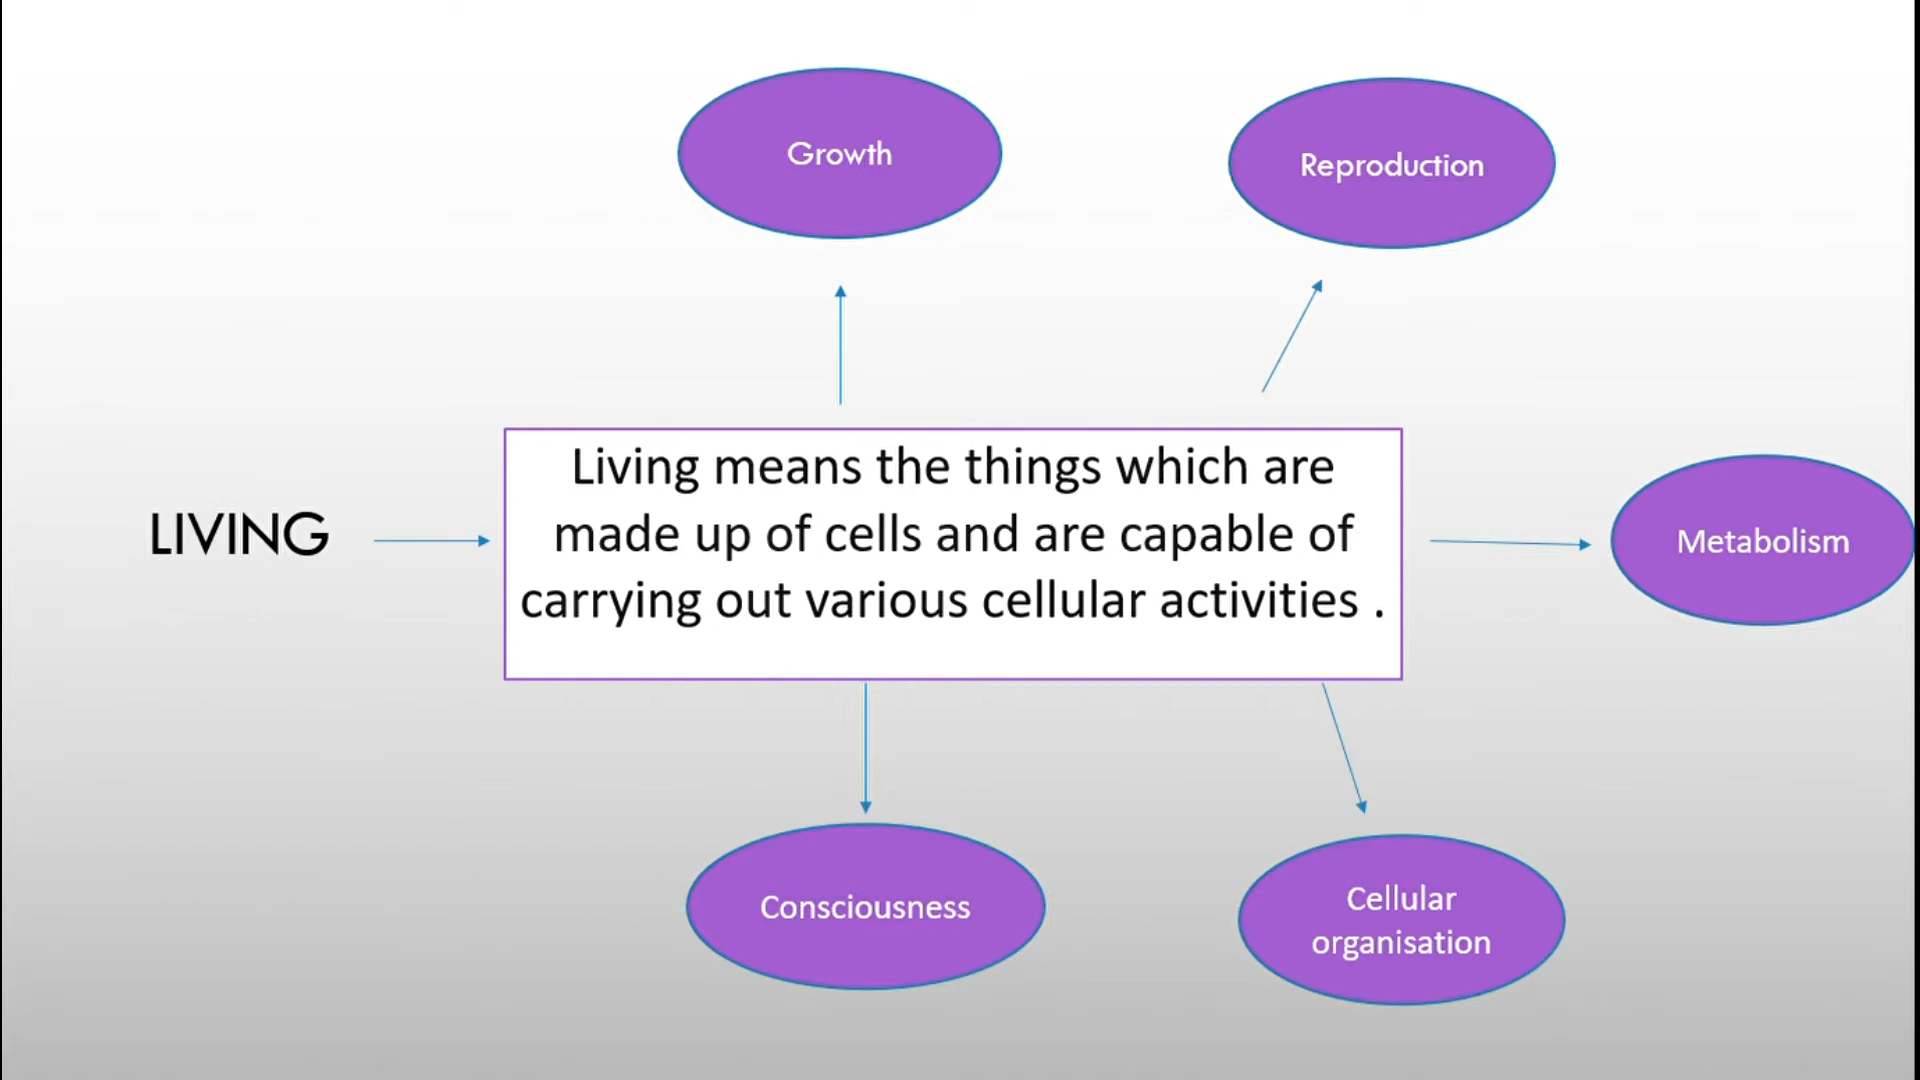 Growth
Reproduction
LIVING
Living means the things which are
made up of cells and are capable of
carrying out various cellular activities .
Metabolism
Consciousness
Cellular
organisation